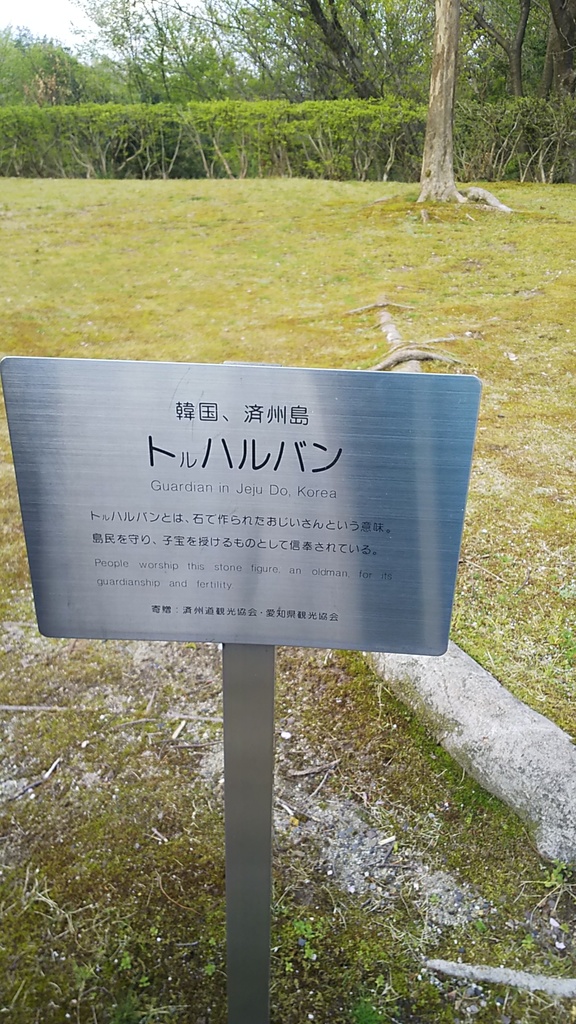 韓国、済州島
トルハルバン
Guardian in Jeju Do, Korea
トルハルバンとは、石で作られたおじいさんという意味。
島民を守り、子宝を授けるものとして信奉されている。
People worship this stone figure, an oldman, for its
guardianship and fertility.
寄贈：済州道観光協会・愛知県観光協会